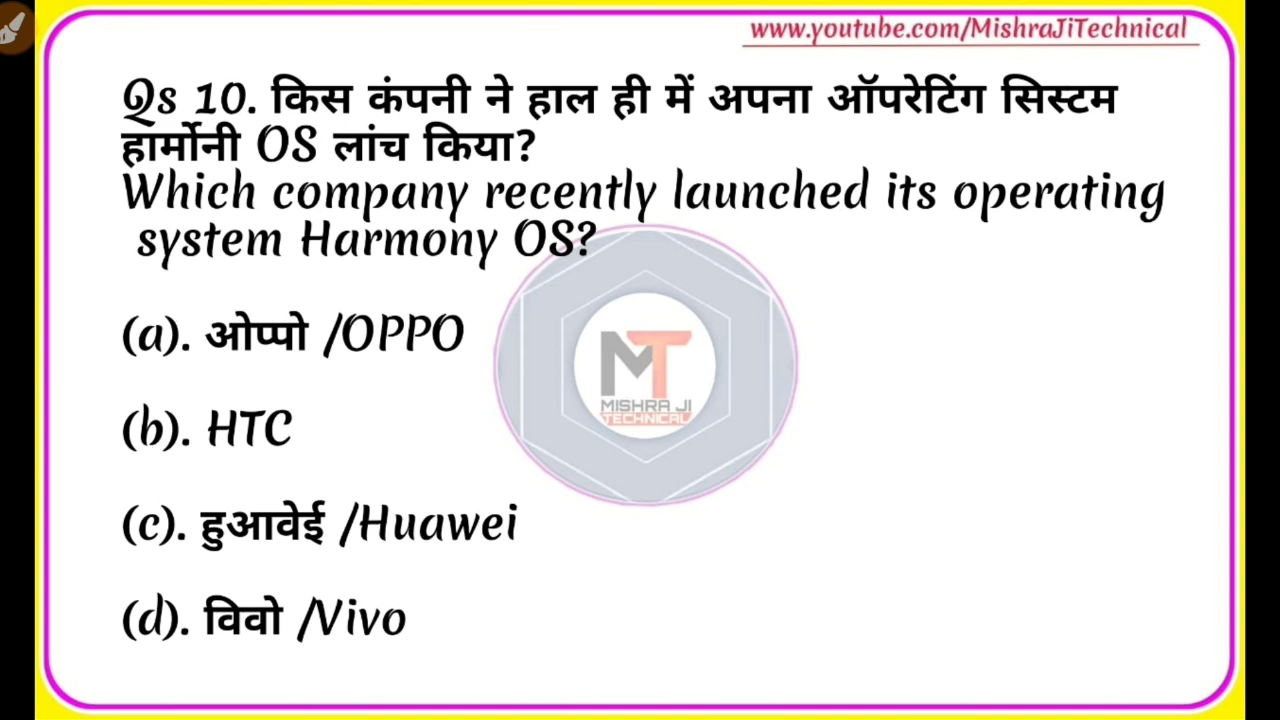 www.youtube.com/MishraJiTechnical
Qs 10. किस कंपनी ने हाल ही में अपना ऑपरेटिंग सिस्टम
हार्मोनी OS लांच किया?
Which company recently launched its operating
system Harmony OS?
(a). ओप्पो /OPPO
MT
MISHRA JI
TECHNICAL
(b). HTC
(c). हुआवेई /Huawei
(d). विवो /Vivo